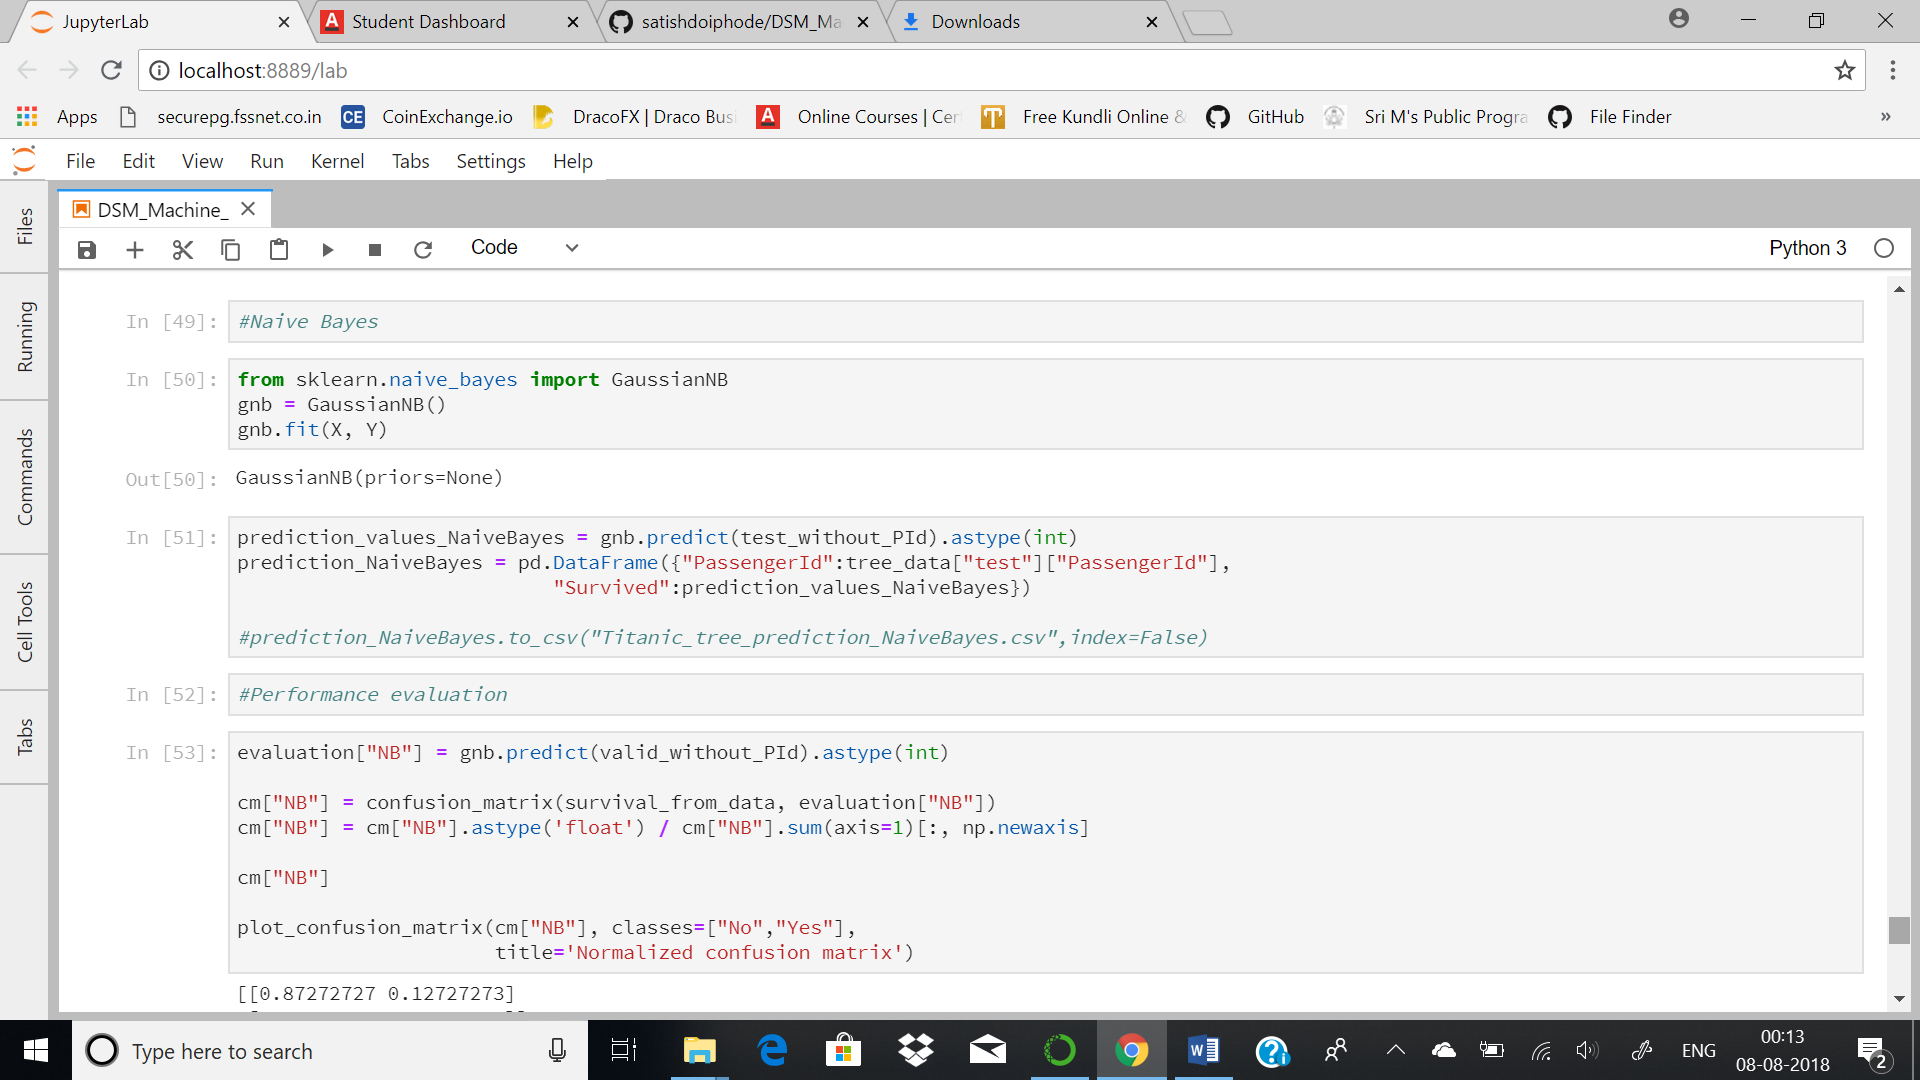 JupyterLab
Student Dashboard
satishdoiphode/DSM_Ma
Downloads
localhost:8889/lab
Apps
securepg.fssnet.co.in
CE
CoinExchange.io
DracoFX | Draco Busi
A
Online Courses | Cer
T
Free Kundli Online &
GitHub
Sri M's Public Progra
File Finder
»
File
Edit
View
Run
Kernel
Tabs
Settings
Help
Files
Running
Commands
Cell Tools
Tabs
DSM_Machine_
Code
Python 3
In [49]:
#Naive Bayes
In [50]:
from sklearn.naive_bayes import GaussianNB
gnb = GaussianNB()
gnb.fit(X, Y)
Out[50]:
GaussianNB(priors=None)
In [51]:
prediction_values_NaiveBayes = gnb.predict(test_without_PId).astype(int)
prediction_NaiveBayes = pd.DataFrame({"PassengerId":tree_data["test"]["PassengerId"],
"Survived":prediction_values_NaiveBayes})
#prediction_NaiveBayes.to_csv("Titanic_tree_prediction_NaiveBayes.csv",index=False)
In [52]:
#Performance evaluation
In [53]:
evaluation["NB"] = gnb.predict(valid_without_PId).astype(int)
cm["NB"] = confusion_matrix(survival_from_data, evaluation["NB"])
cm["NB"] = cm["NB"].astype('float') / cm["NB"].sum(axis=1)[:, np.newaxis]
cm["NB"]
plot_confusion_matrix(cm["NB"], classes=["No","Yes"],
title='Normalized confusion matrix')
[[0.87272727 0.12727273]
Type here to search
ENG
00:13
08-08-2018
2